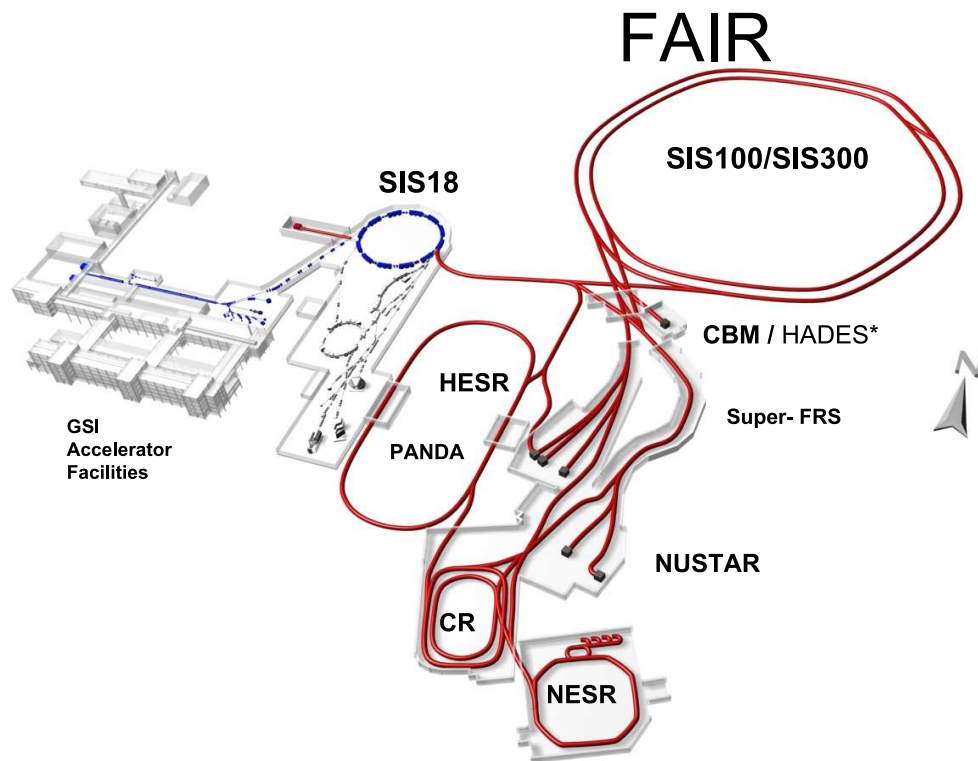 FAIR
SIS100/SIS300
SIS18
CBM / HADES*
HESR
Super- FRS
PANDA
GSI
Accelerator
Facilities
NUSTAR
CR
NESR
N